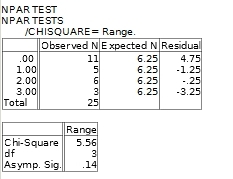 NPAR TEST
NPAR TESTS
/CHISQUARE= Range.
Observed N Expected N Residual
.00 11 6.25 4.75
1.00 5 6.25 -1.25
2.00 6 6.25 -.25
3.00 3 6.25 -3.25
Total 25
Range
Chi-Square 5.56
df 3
Asymp. Sig. .14